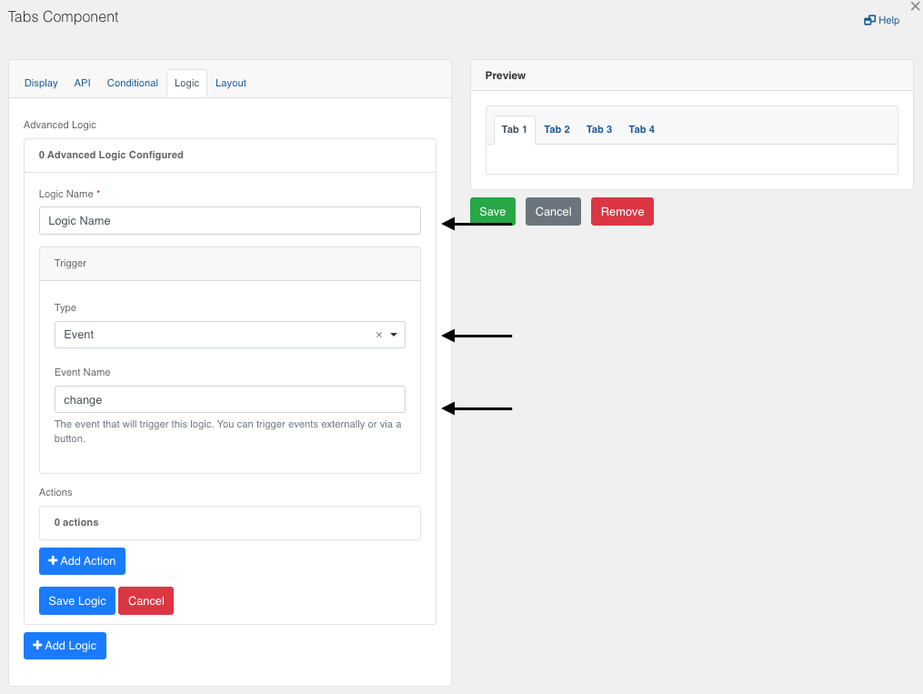 Tabs Component
Help
Display API Conditional Logic Layout
Advanced Logic
0 Advanced Logic Configured
Logic Name *
Logic Name
Trigger
Type
Event
Event Name
change
The event that will trigger this logic. You can trigger events externally or via a
button.
Actions
0 actions
Add Action
Save Logic Cancel
Add Logic
Preview
Tab 1 Tab 2 Tab 3 Tab 4
Save Cancel Remove